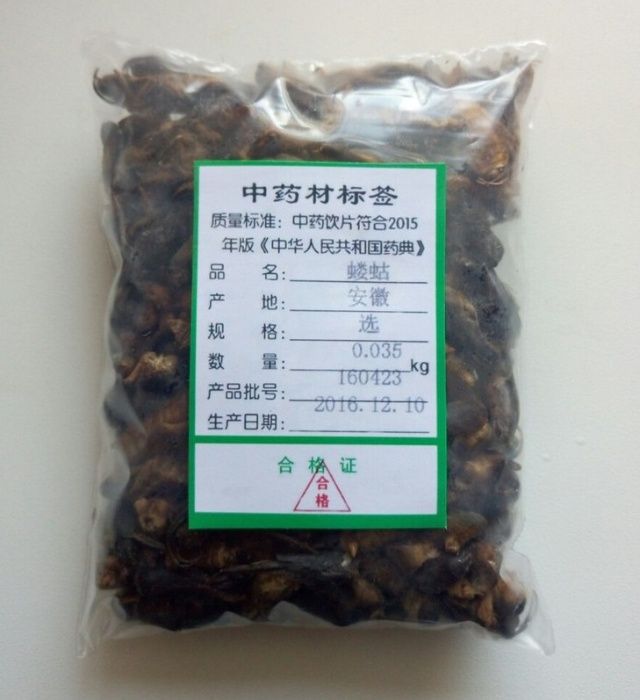 中药材标签
质量标准：中药饮片符合2015
年版《中华人民共和国药典》
品 名：蝼蛄
产 地：安徽
规 格：选
数 量：0.035 kg
产品批号：160423
生产日期：2016.12.10
合格证
合
格